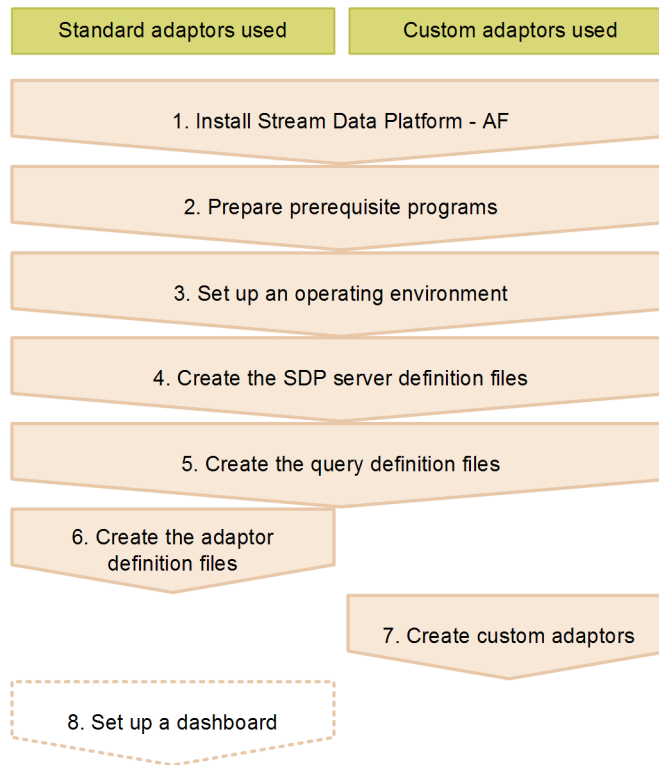 Standard adaptors used
Custom adaptors used
1. Install Stream Data Platform - AF
2. Prepare prerequisite programs
3. Set up an operating environment
4. Create the SDP server definition files
5. Create the query definition files
6. Create the adaptor
definition files
7. Create custom adaptors
8. Set up a dashboard